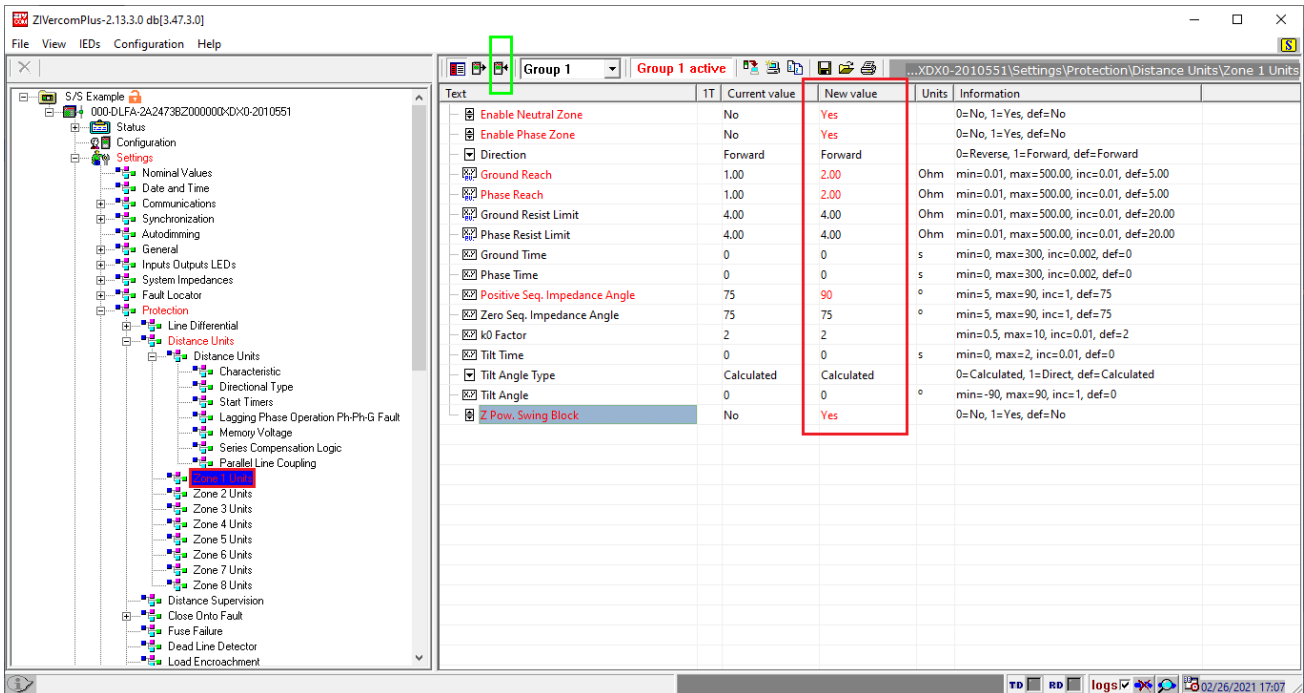 ZIVercomPlus-2.13.3.0 db[3.47.3.0]
File View IEDs Configuration Help
S
Group 1 Group 1 active ...XDX0-2010551\Settings\Protection\Distance Units\Zone 1 Units
S/S Example
000-DLFA-2A2473BZ000000XDX0-2010551
Status
Configuration
Settings
Nominal Values
Date and Time
Communications
Synchronization
Autodimming
General
Inputs Outputs LEDs
System Impedances
Fault Locator
Protection
Line Differential
Distance Units
Distance Units
Characteristic
Directional Type
Start Timers
Lagging Phase Operation Ph-Ph-G Fault
Memory Voltage
Series Compensation Logic
Parallel Line Coupling
Zone 1 Units
Zone 2 Units
Zone 3 Units
Zone 4 Units
Zone 5 Units
Zone 6 Units
Zone 7 Units
Zone 8 Units
Distance Supervision
Close Onto Fault
Fuse Failure
Dead Line Detector
Load Encroachment
Text 1T Current value New value Units Information
Enable Neutral Zone No Yes 0=No, 1=Yes, def=No
Enable Phase Zone No Yes 0=No, 1=Yes, def=No
Direction Forward Forward 0=Reverse, 1=Forward, def=Forward
Ground Reach 1.00 2.00 Ohm min=0.01, max=500.00, inc=0.01, def=5.00
Phase Reach 1.00 2.00 Ohm min=0.01, max=500.00, inc=0.01, def=5.00
Ground Resist Limit 4.00 4.00 Ohm min=0.01, max=500.00, inc=0.01, def=20.00
Phase Resist Limit 4.00 4.00 Ohm min=0.01, max=500.00, inc=0.01, def=20.00
Ground Time 0 0 s min=0, max=300, inc=0.002, def=0
Phase Time 0 0 s min=0, max=300, inc=0.002, def=0
Positive Seq. Impedance Angle 75 90 º min=5, max=90, inc=1, def=75
Zero Seq. Impedance Angle 75 75 º min=5, max=90, inc=1, def=75
k0 Factor 2 2 min=0.5, max=10, inc=0.01, def=2
Tilt Time 0 0 s min=0, max=2, inc=0.01, def=0
Tilt Angle Type Calculated Calculated 0=Calculated, 1=Direct, def=Calculated
Tilt Angle 0 0 º min=-90, max=90, inc=1, def=0
Z Pow. Swing Block No Yes 0=No, 1=Yes, def=No
TD RD logs 02/26/2021 17:07